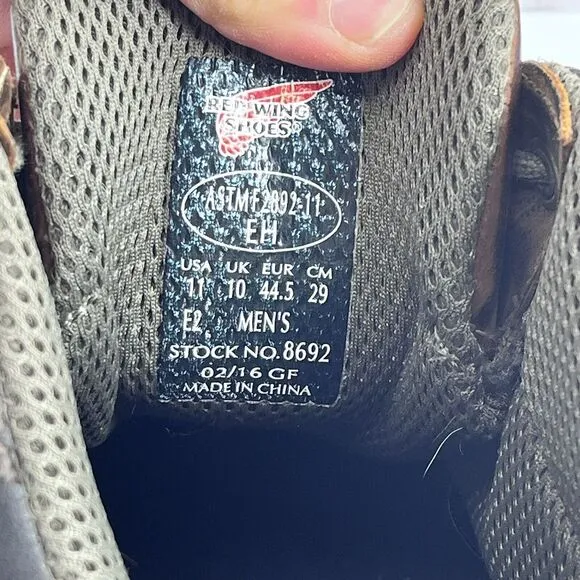 RED WING
SHOES
ASTM F2892-11
EH
USA UK EUR CM
11 10 44.5 29
E2 MEN'S
STOCK NO. 8692
02/16 GF
MADE IN CHINA